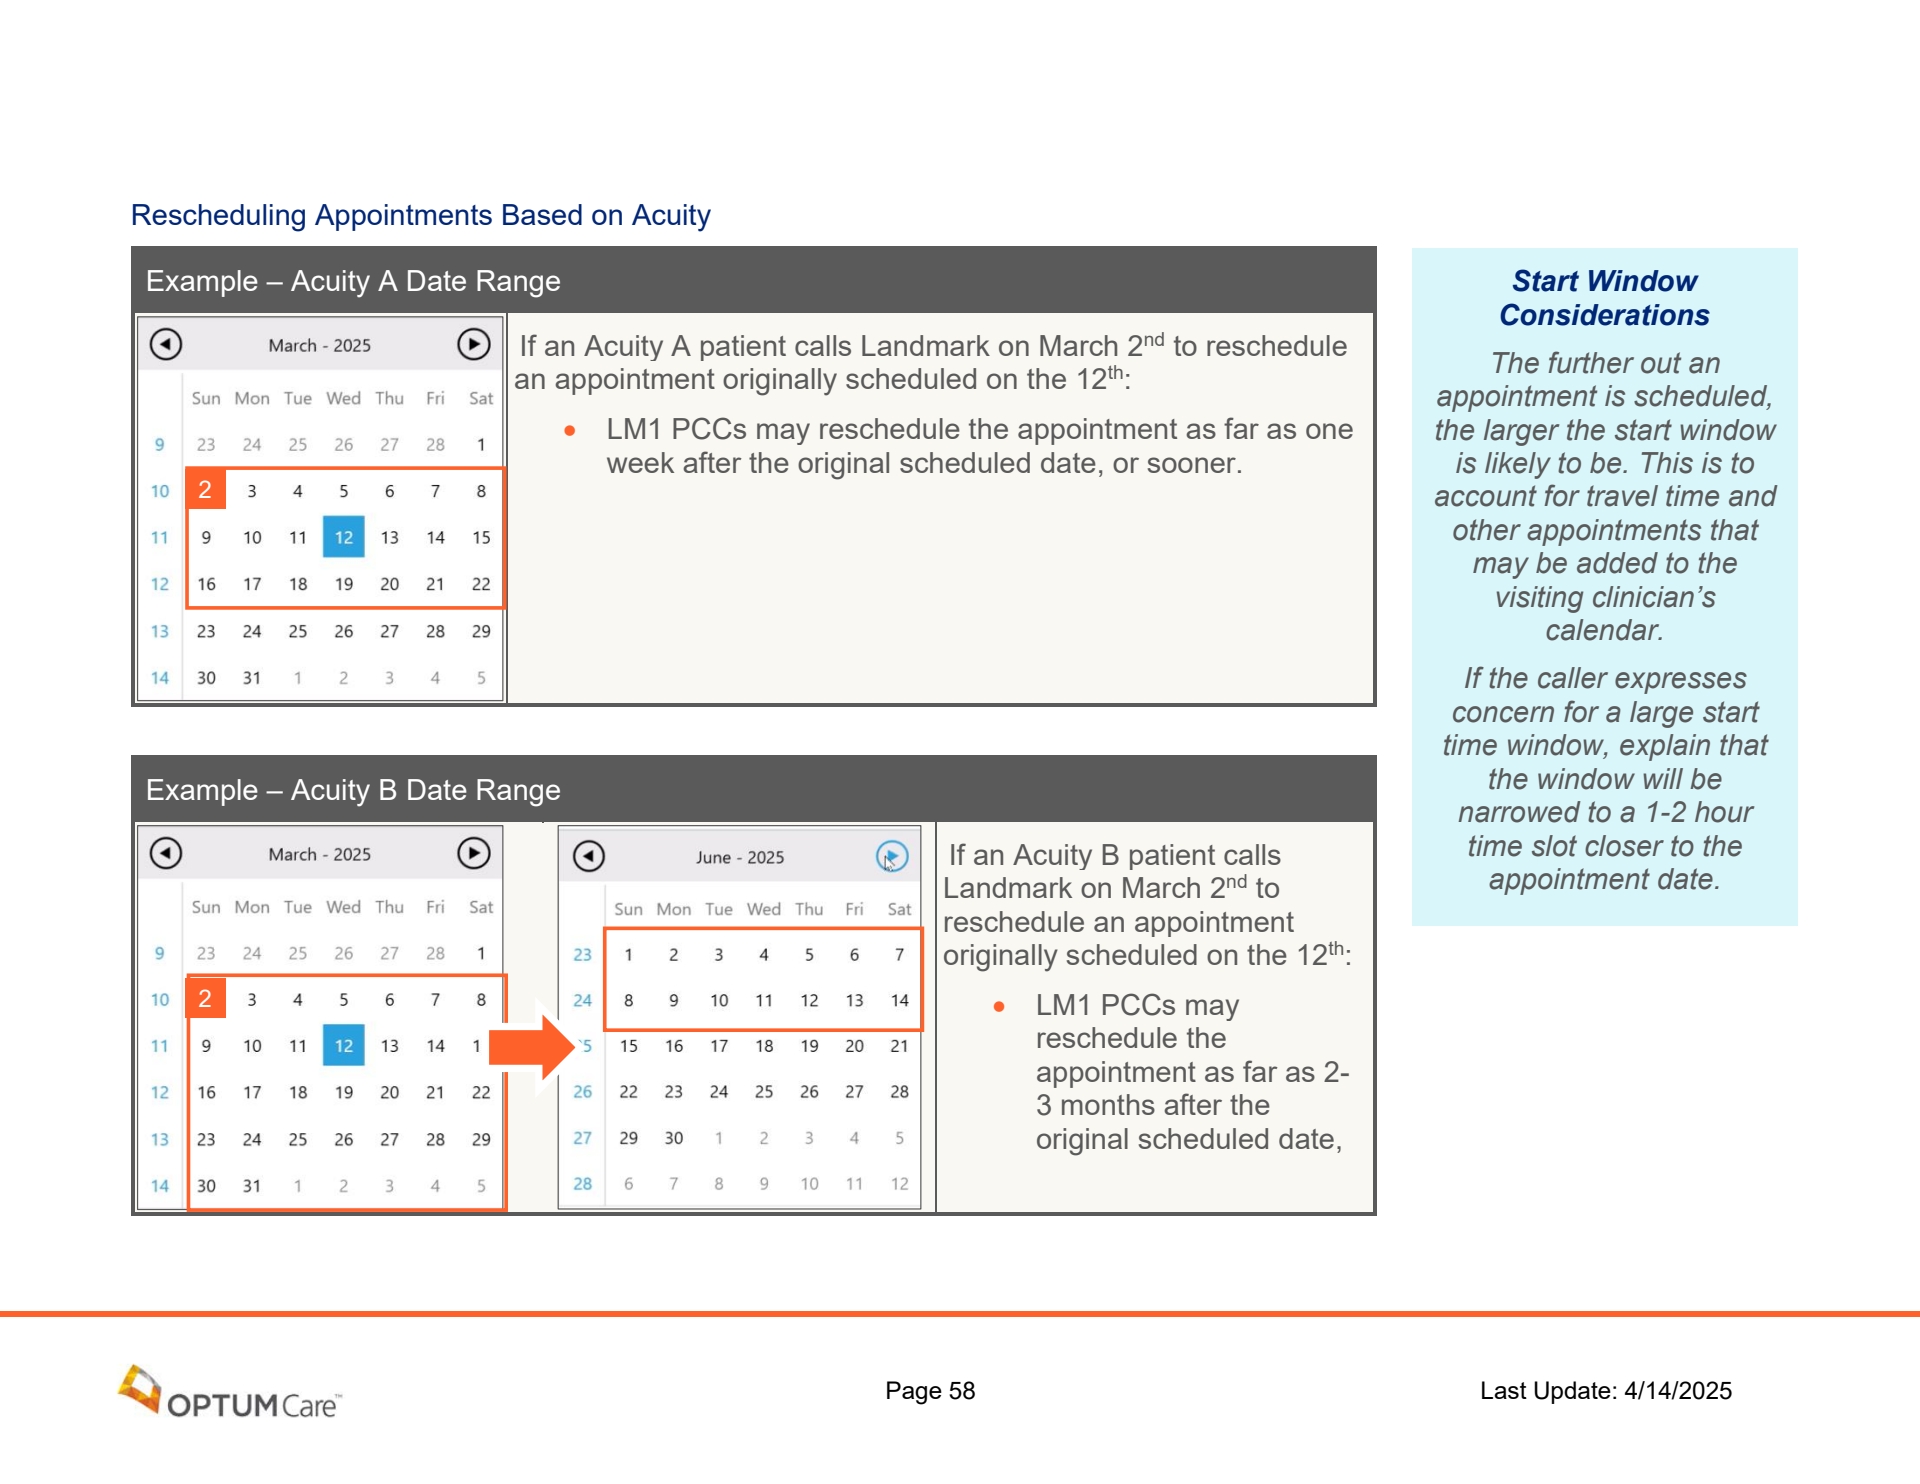 Rescheduling Appointments Based on Acuity
Example – Acuity A Date Range
March - 2025
Sun Mon Tue Wed Thu Fri Sat
9 23 24 25 26 27 28 1
10 2 3 4 5 6 7 8
11 9 10 11 12 13 14 15
12 16 17 18 19 20 21 22
13 23 24 25 26 27 28 29
14 30 31 1 2 3 4 5
If an Acuity A patient calls Landmark on March 2nd to reschedule
an appointment originally scheduled on the 12th:
• LM1 PCCs may reschedule the appointment as far as one
week after the original scheduled date, or sooner.
Example – Acuity B Date Range
March - 2025
Sun Mon Tue Wed Thu Fri Sat
9 23 24 25 26 27 28 1
10 2 3 4 5 6 7 8
11 9 10 11 12 13 14 1
12 16 17 18 19 20 21 22
13 23 24 25 26 27 28 29
14 30 31 1 2 3 4 5
June - 2025
Sun Mon Tue Wed Thu Fri Sat
23 1 2 3 4 5 6 7
24 8 9 10 11 12 13 14
5 15 16 17 18 19 20 21
26 22 23 24 25 26 27 28
27 29 30 1 2 3 4 5
28 6 7 8 9 10 11 12
If an Acuity B patient calls
Landmark on March 2nd to
reschedule an appointment
originally scheduled on the 12th:
• LM1 PCCs may
reschedule the
appointment as far as 2-
3 months after the
original scheduled date,
Start Window
Considerations
The further out an
appointment is scheduled,
the larger the start window
is likely to be. This is to
account for travel time and
other appointments that
may be added to the
visiting clinician’s
calendar.
If the caller expresses
concern for a large start
time window, explain that
the window will be
narrowed to a 1-2 hour
time slot closer to the
appointment date.
OPTUM Care™
Page 58
Last Update: 4/14/2025